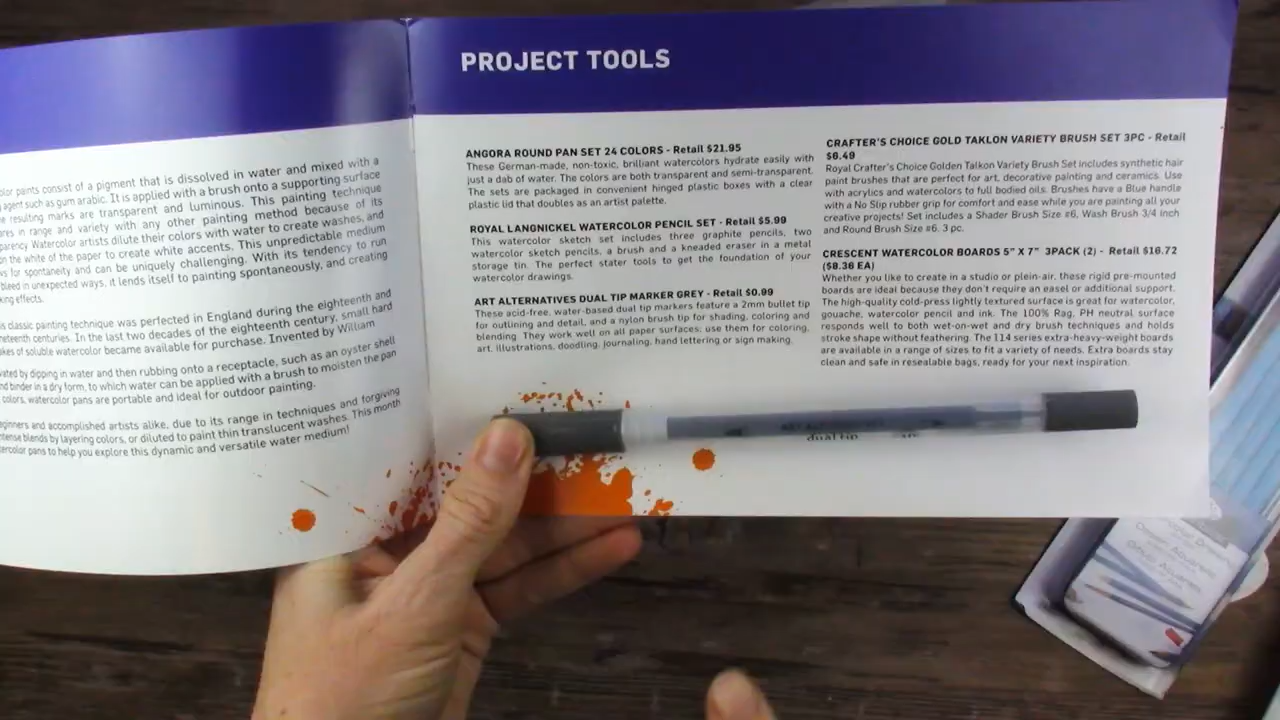 olor paints consist of a pigment that is dissolved in water and mixed with a
agent such as gum arabic. It is applied with a brush onto a supporting surface
e resulting marks are transparent and luminous. This painting technique
ares in range and variety with any other painting method because of its
parency Watercolor artists dilute their colors with water to create washes, and
on the white of the paper to create white accents. This unpredictable medium
ws for spontaneity and can be uniquely challenging. With its tendency to run
bleed in unexpected ways, it lends itself to painting spontaneously, and creating
king effects.
is classic painting technique was perfected in England during the eighteenth and
neteenth centuries. In the last two decades of the eighteenth century, small hard
akes of soluble watercolor became available for purchase. Invented by William
vated by dipping in water and then rubbing onto a receptacle, such as an oyster shell
nd binder in a dry form, to which water can be applied with a brush to moisten the pan
colors, watercolor pans are portable and ideal for outdoor painting.
eginners and accomplished artists alike, due to its range in techniques and forgiving
ntense blends by layering colors, or diluted to paint thin translucent washes. This month
ercolor pans to help you explore this dynamic and versatile water medium!
PROJECT TOOLS
ANGORA ROUND PAN SET 24 COLORS - Retail $21.95
These German-made, non-toxic, brilliant watercolors hydrate easily with
just a dab of water. The colors are both transparent and semi-transparent.
The sets are packaged in convenient hinged plastic boxes with a clear
plastic lid that doubles as an artist palette.
ROYAL LANGNICKEL WATERCOLOR PENCIL SET - Retail $5.99
This watercolor sketch set includes three graphite pencils, two
watercolor sketch pencils, a brush and a kneaded eraser in a metal
storage tin. The perfect stater tools to get the foundation of your
watercolor drawings.
ART ALTERNATIVES DUAL TIP MARKER GREY - Retail $0.99
These acid-free, water-based dual tip markers feature a 2mm bullet tip
for outlining and detail, and a nylon brush tip for shading, coloring and
blending. They work well on all paper surfaces; use them for coloring,
art, illustrations, doodling, journaling, hand lettering or sign making.
CRAFTER'S CHOICE GOLD TAKLON VARIETY BRUSH SET 3PC - Retail
$6.49
Royal Crafter's Choice Golden Talkon Variety Brush Set includes synthetic hair
paint brushes that are perfect for art, decorative painting and ceramics. Use
with acrylics and watercolors to full bodied oils. Brushes have a Blue handle
with a No Slip rubber grip for comfort and ease while you are painting all your
creative projects! Set includes a Shader Brush Size #6, Wash Brush 3/4 inch
and Round Brush Size #6. 3 pc.
CRESCENT WATERCOLOR BOARDS 5" X 7" 3PACK (2) - Retail $16.72
($8.36 EA)
Whether you like to create in a studio or plein-air, these rigid pre-mounted
boards are ideal because they don't require an easel or additional support.
The high-quality cold-press lightly textured surface is great for watercolor,
gouache, watercolor pencil and ink. The 100% Rag, PH neutral surface
responds well to both wet-on-wet and dry brush techniques and holds
stroke shape without feathering. The 114 series extra-heavy-weight boards
are available in a range of sizes to fit a variety of needs. Extra boards stay
clean and safe in resealable bags, ready for your next inspiration.
dual tip